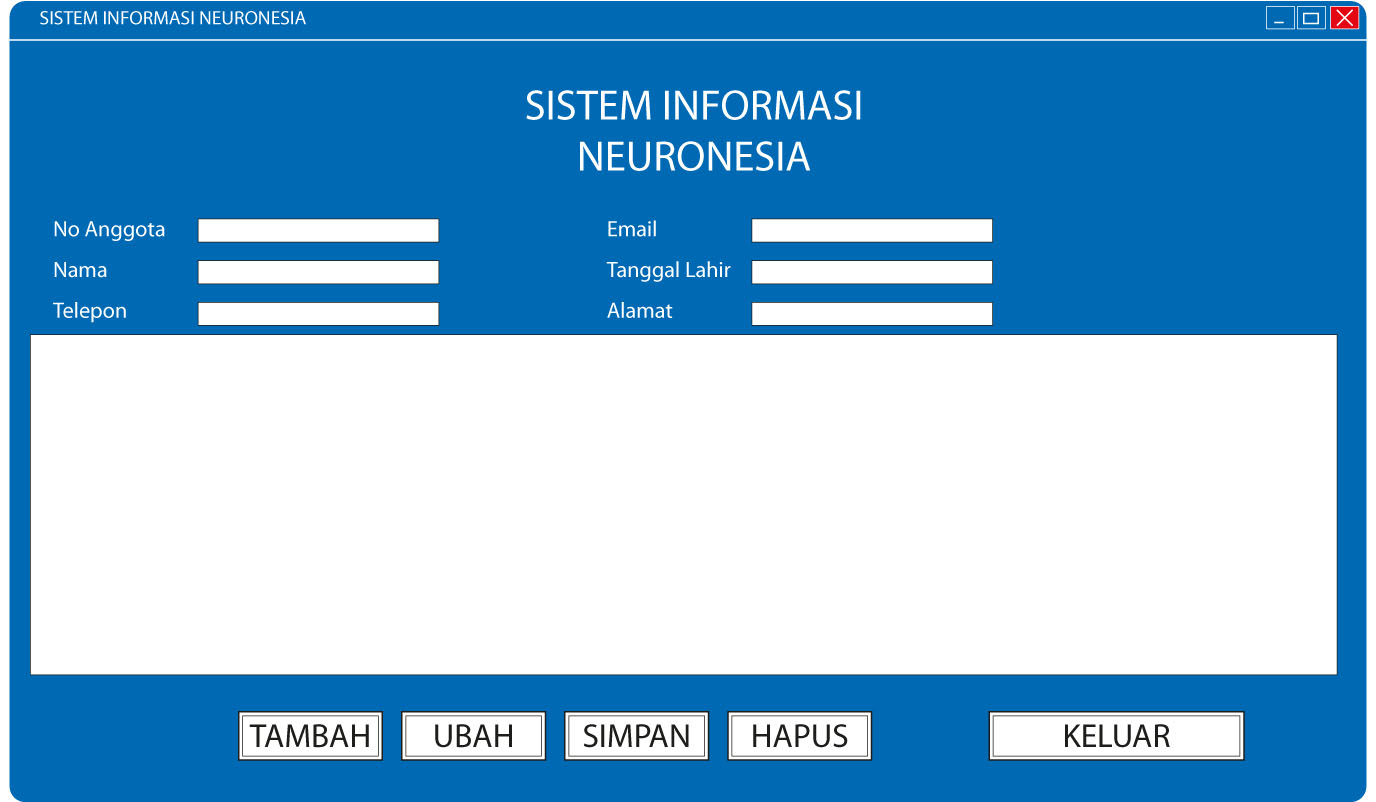 SISTEM INFORMASI NEURONESIA
SISTEM INFORMASI
NEURONESIA
No Anggota
Email
Nama
Tanggal Lahir
Telepon
Alamat
TAMBAH UBAH SIMPAN HAPUS KELUAR